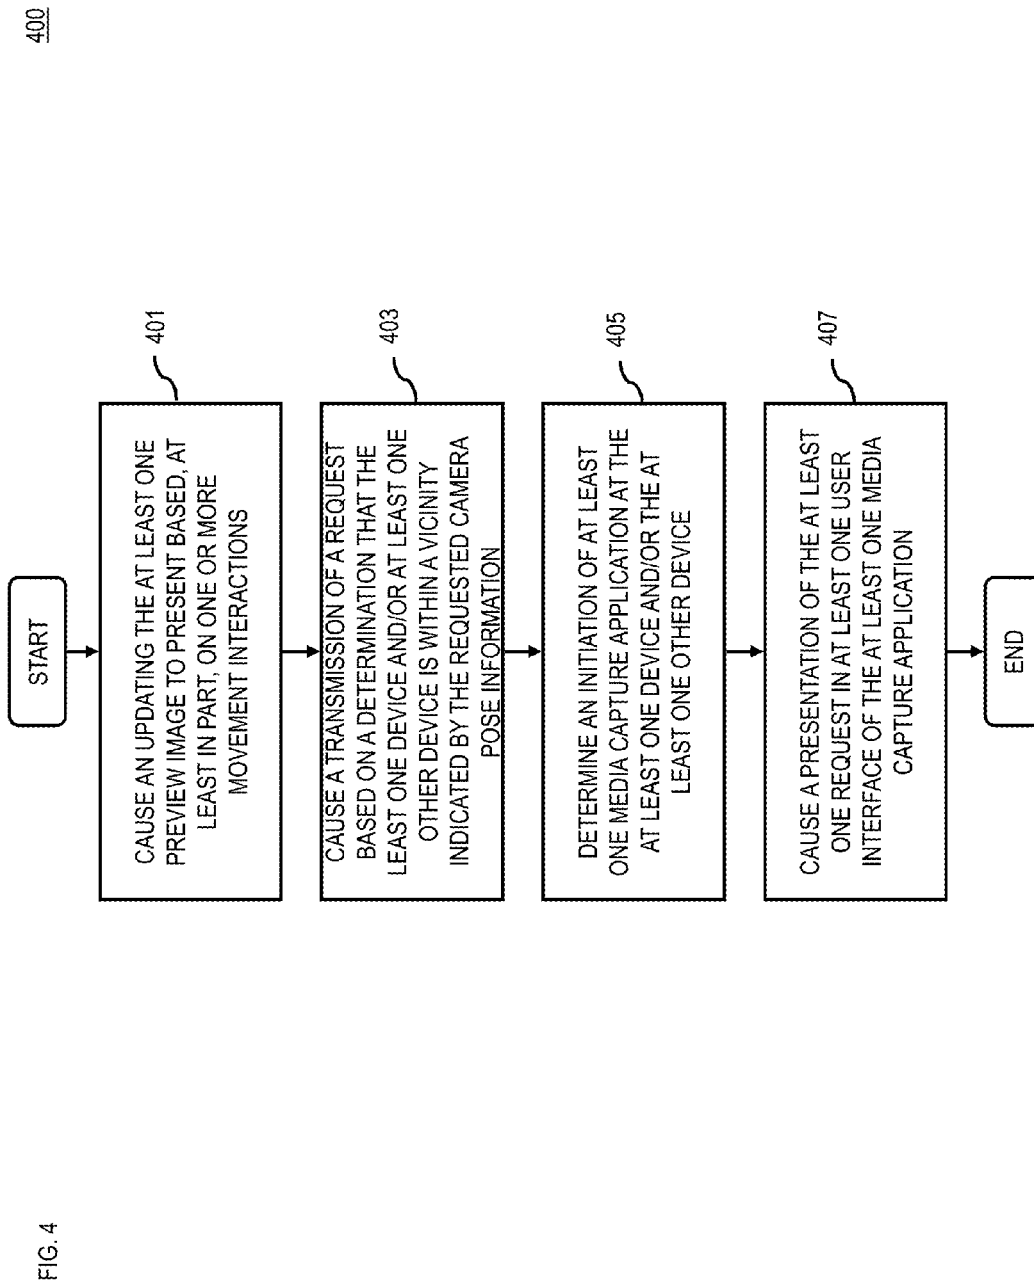 400
START
401
CAUSE AN UPDATING THE AT LEAST ONE
PREVIEW IMAGE TO PRESENT BASED, AT
LEAST IN PART, ON ONE OR MORE
MOVEMENT INTERACTIONS
403
CAUSE A TRANSMISSION OF A REQUEST
BASED ON A DETERMINATION THAT THE
LEAST ONE DEVICE AND/OR AT LEAST ONE
OTHER DEVICE IS WITHIN A VICINITY
INDICATED BY THE REQUESTED CAMERA
POSE INFORMATION
405
DETERMINE AN INITIATION OF AT LEAST
ONE MEDIA CAPTURE APPLICATION AT THE
AT LEAST ONE DEVICE AND/OR THE AT
LEAST ONE OTHER DEVICE
407
CAUSE A PRESENTATION OF THE AT LEAST
ONE REQUEST IN AT LEAST ONE USER
INTERFACE OF THE AT LEAST ONE MEDIA
CAPTURE APPLICATION
END
FIG. 4